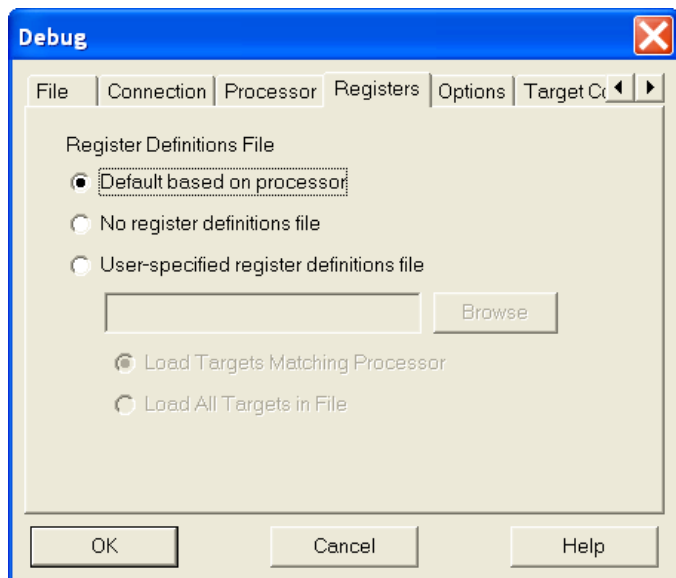 Debug
File Connection Processor Registers Options Target
Register Definitions File
Default based on processor
No register definitions file
User-specified register definitions file
Browse
Load Targets Matching Processor
Load All Targets in File
OK Cancel Help